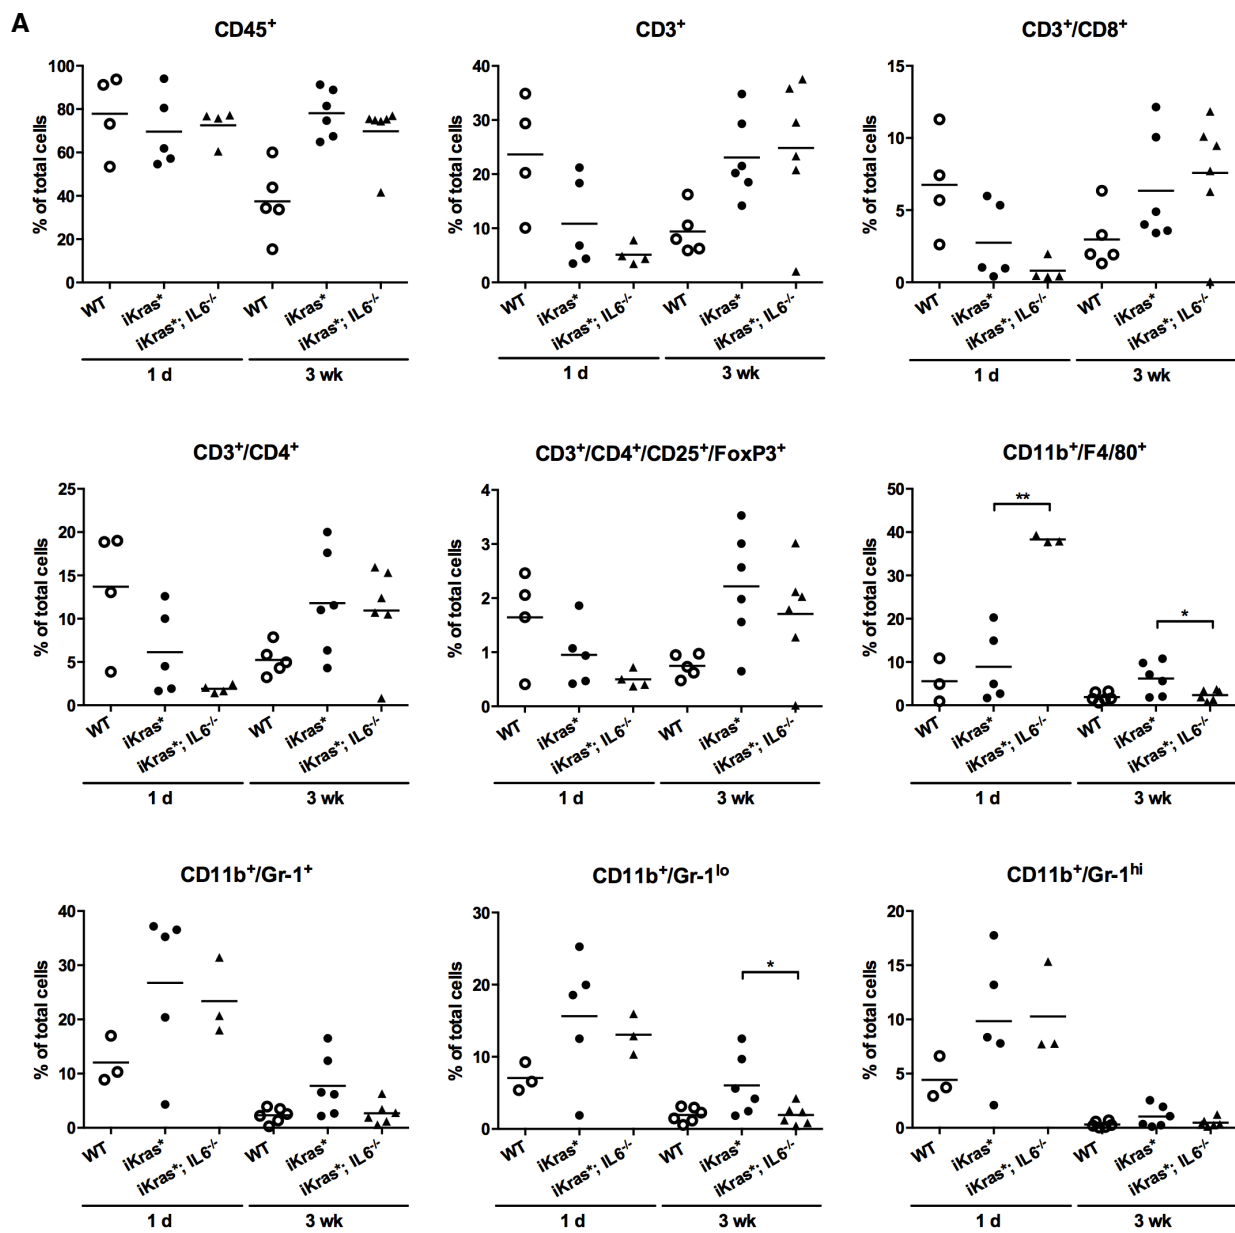 A
CD45⁺
% of total cells
100
80
60
40
20
0
WT
iKras*
iKras*; IL6⁻/⁻
WT
iKras*
iKras*; IL6⁻/⁻
1 d
3 wk
CD3⁺
% of total cells
40
30
20
10
0
WT
iKras*
iKras*; IL6⁻/⁻
WT
iKras*
iKras*; IL6⁻/⁻
1 d
3 wk
CD3⁺/CD8⁺
% of total cells
15
10
5
0
WT
iKras*
iKras*; IL6⁻/⁻
WT
iKras*
iKras*; IL6⁻/⁻
1 d
3 wk
CD3⁺/CD4⁺
% of total cells
25
20
15
10
5
0
WT
iKras*
iKras*; IL6⁻/⁻
WT
iKras*
iKras*; IL6⁻/⁻
1 d
3 wk
CD3⁺/CD4⁺/CD25⁺/FoxP3⁺
% of total cells
4
3
2
1
0
WT
iKras*
iKras*; IL6⁻/⁻
WT
iKras*
iKras*; IL6⁻/⁻
1 d
3 wk
CD11b⁺/F4/80⁺
% of total cells
50
40
30
20
10
0
**
*
WT
iKras*
iKras*; IL6⁻/⁻
WT
iKras*
iKras*; IL6⁻/⁻
1 d
3 wk
CD11b⁺/Gr-1⁺
% of total cells
40
30
20
10
0
WT
iKras*
iKras*; IL6⁻/⁻
WT
iKras*
iKras*; IL6⁻/⁻
1 d
3 wk
CD11b⁺/Gr-1ˡᵒ
% of total cells
30
20
10
0
*
WT
iKras*
iKras*; IL6⁻/⁻
WT
iKras*
iKras*; IL6⁻/⁻
1 d
3 wk
CD11b⁺/Gr-1ʰⁱ
% of total cells
20
15
10
5
0
WT
iKras*
iKras*; IL6⁻/⁻
WT
iKras*
iKras*; IL6⁻/⁻
1 d
3 wk